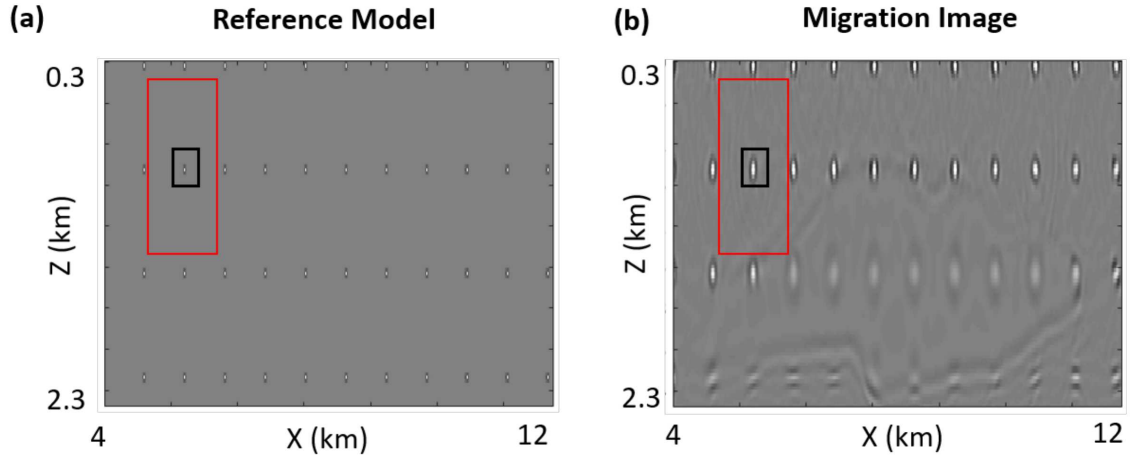 (a) Reference Model
0.3
Z (km)
2.3
4 X (km) 12
(b) Migration Image
0.3
Z (km)
2.3
4 X (km) 12